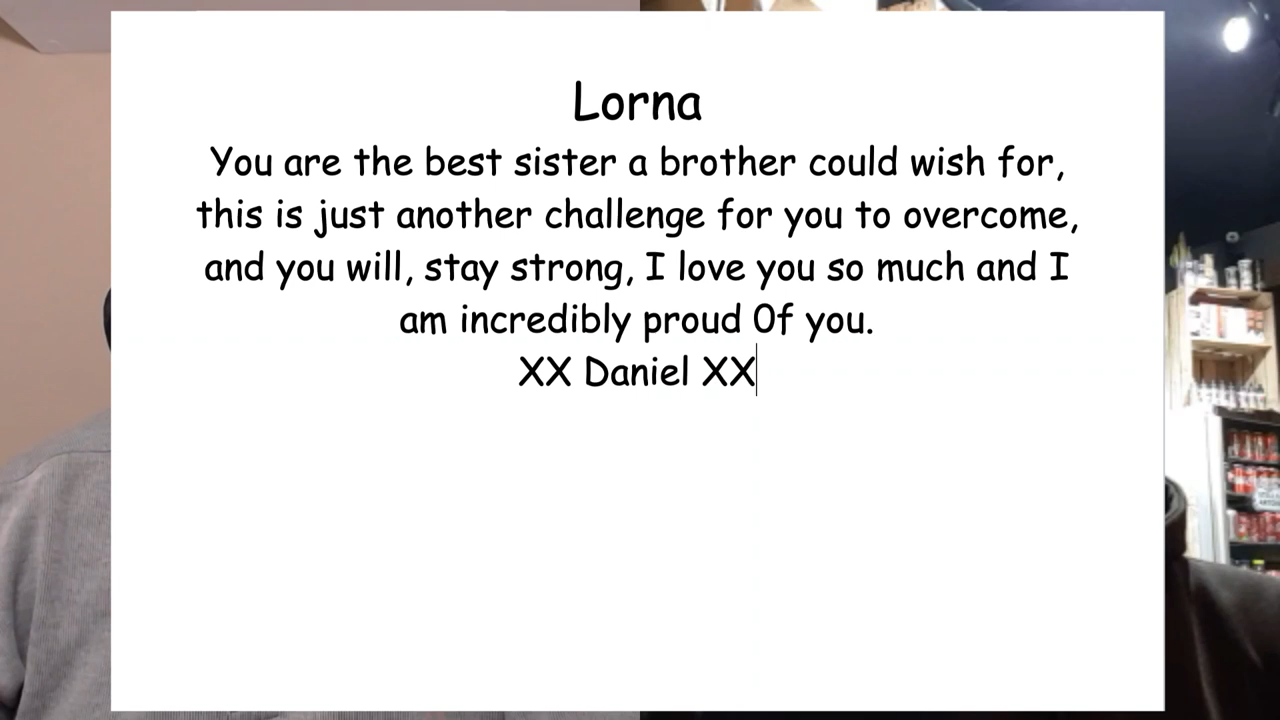 Lorna
You are the best sister a brother could wish for,
this is just another challenge for you to overcome,
and you will, stay strong, I love you so much and I
am incredibly proud 0f you.
XX Daniel XX